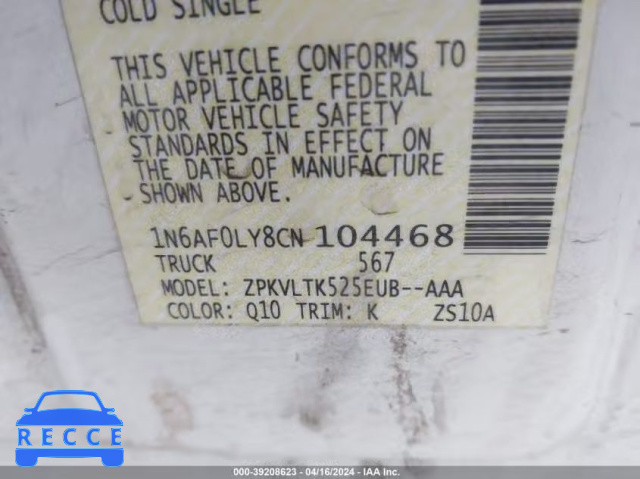 COLD SINGLE
THIS VEHICLE CONFORMS TO
ALL APPLICABLE FEDERAL
MOTOR VEHICLE SAFETY
STANDARDS IN EFFECT ON
THE DATE OF MANUFACTURE
SHOWN ABOVE.
1N6AF0LY8CN 104468
TRUCK 567
MODEL: ZPKVLTK525EUB--AAA
COLOR: Q10 TRIM: K ZS10A
RECCE
000-39208623 - 04/16/2024 - IAA Inc.